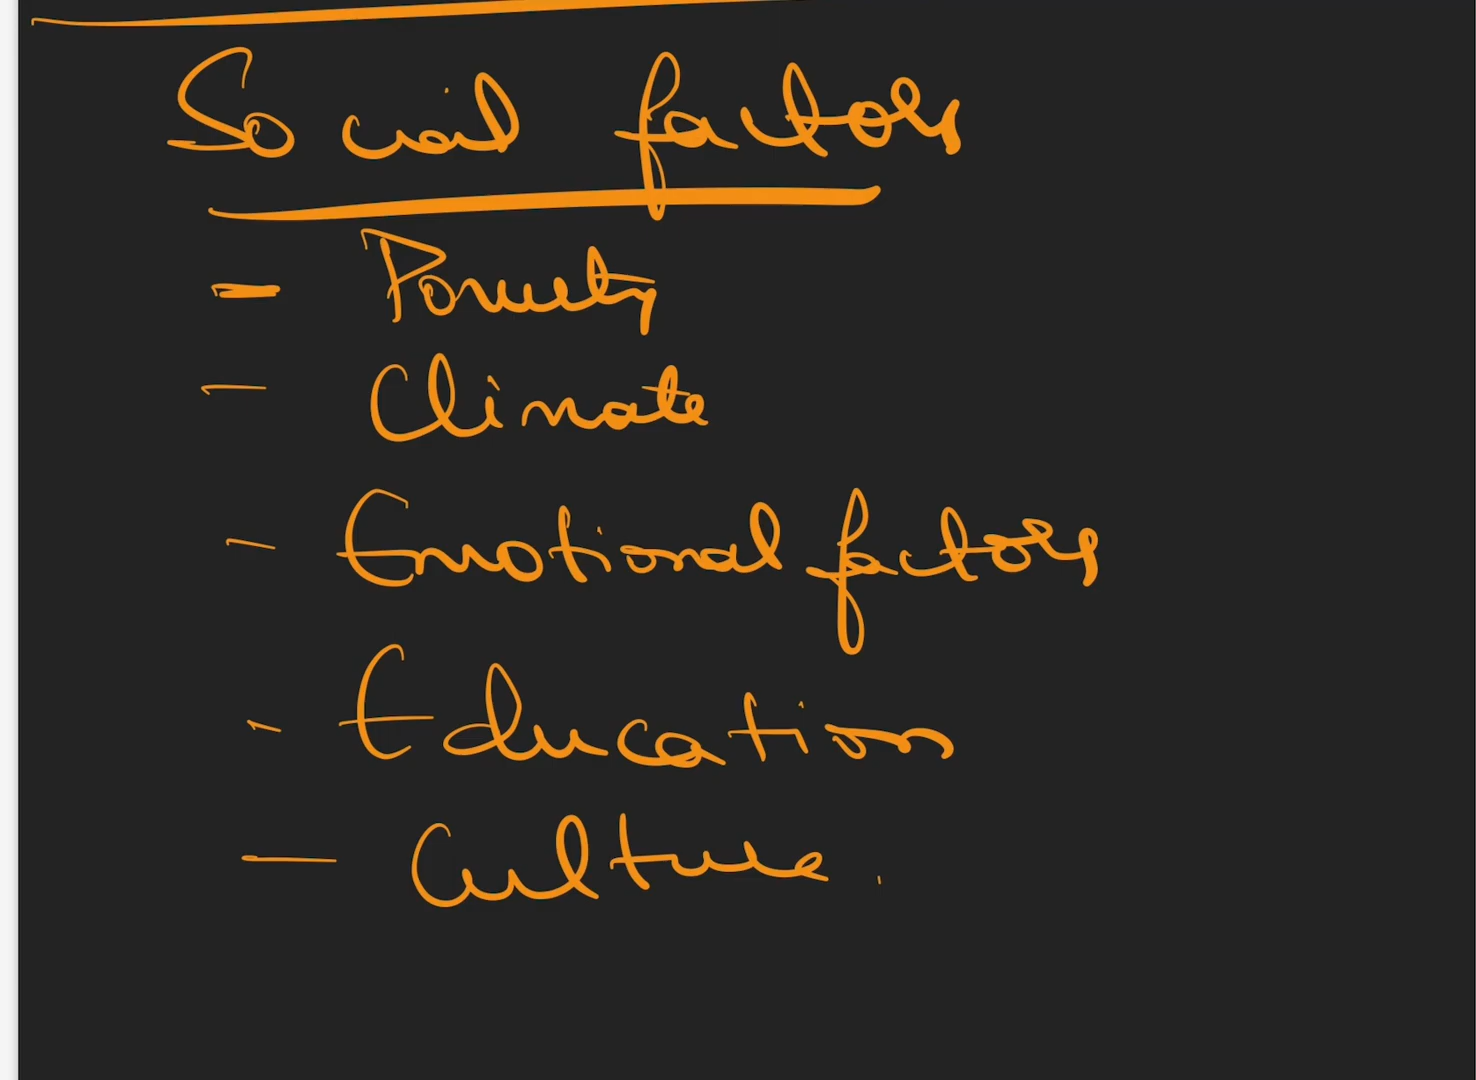 Social factors
- Poverty
- Climate
- Emotional factors
- Education
- Culture.